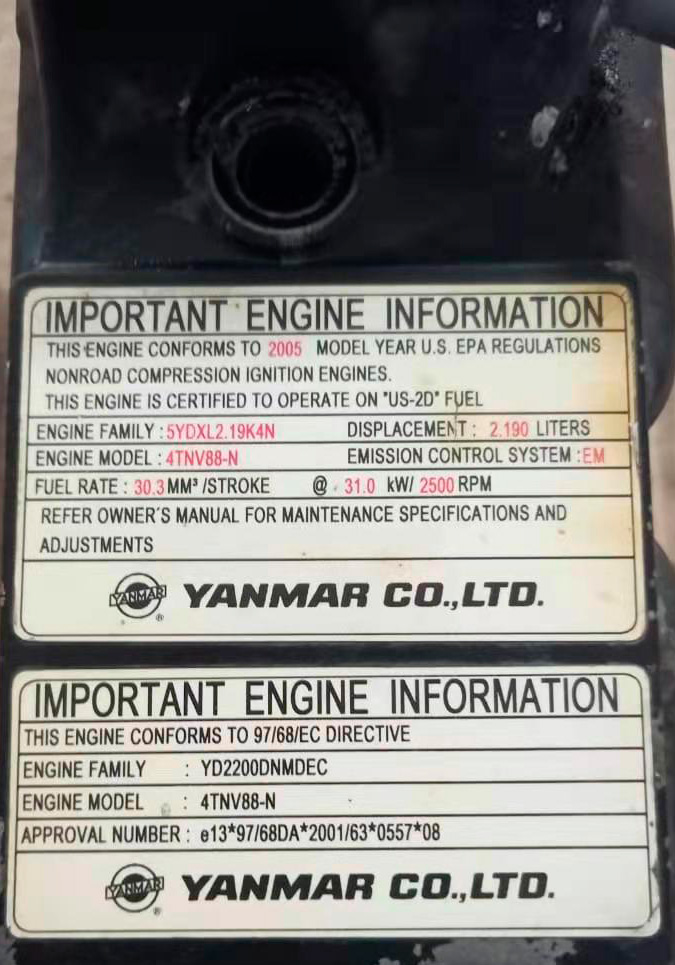 IMPORTANT ENGINE INFORMATION
THIS ENGINE CONFORMS TO 2005 MODEL YEAR U.S. EPA REGULATIONS
NONROAD COMPRESSION IGNITION ENGINES.
THIS ENGINE IS CERTIFIED TO OPERATE ON "US-2D" FUEL
ENGINE FAMILY : 5YDXL2.19K4N DISPLACEMENT : 2.190 LITERS
ENGINE MODEL : 4TNV88-N EMISSION CONTROL SYSTEM : EM
FUEL RATE : 30.3 MM³ /STROKE @ 31.0 kW/ 2500 RPM
REFER OWNER'S MANUAL FOR MAINTENANCE SPECIFICATIONS AND
ADJUSTMENTS
YANMAR ® YANMAR CO.,LTD.
IMPORTANT ENGINE INFORMATION
THIS ENGINE CONFORMS TO 97/68/EC DIRECTIVE
ENGINE FAMILY : YD2200DNMDEC
ENGINE MODEL : 4TNV88-N
APPROVAL NUMBER : e13*97/68DA*2001/63*0557*08
YANMAR ® YANMAR CO.,LTD.